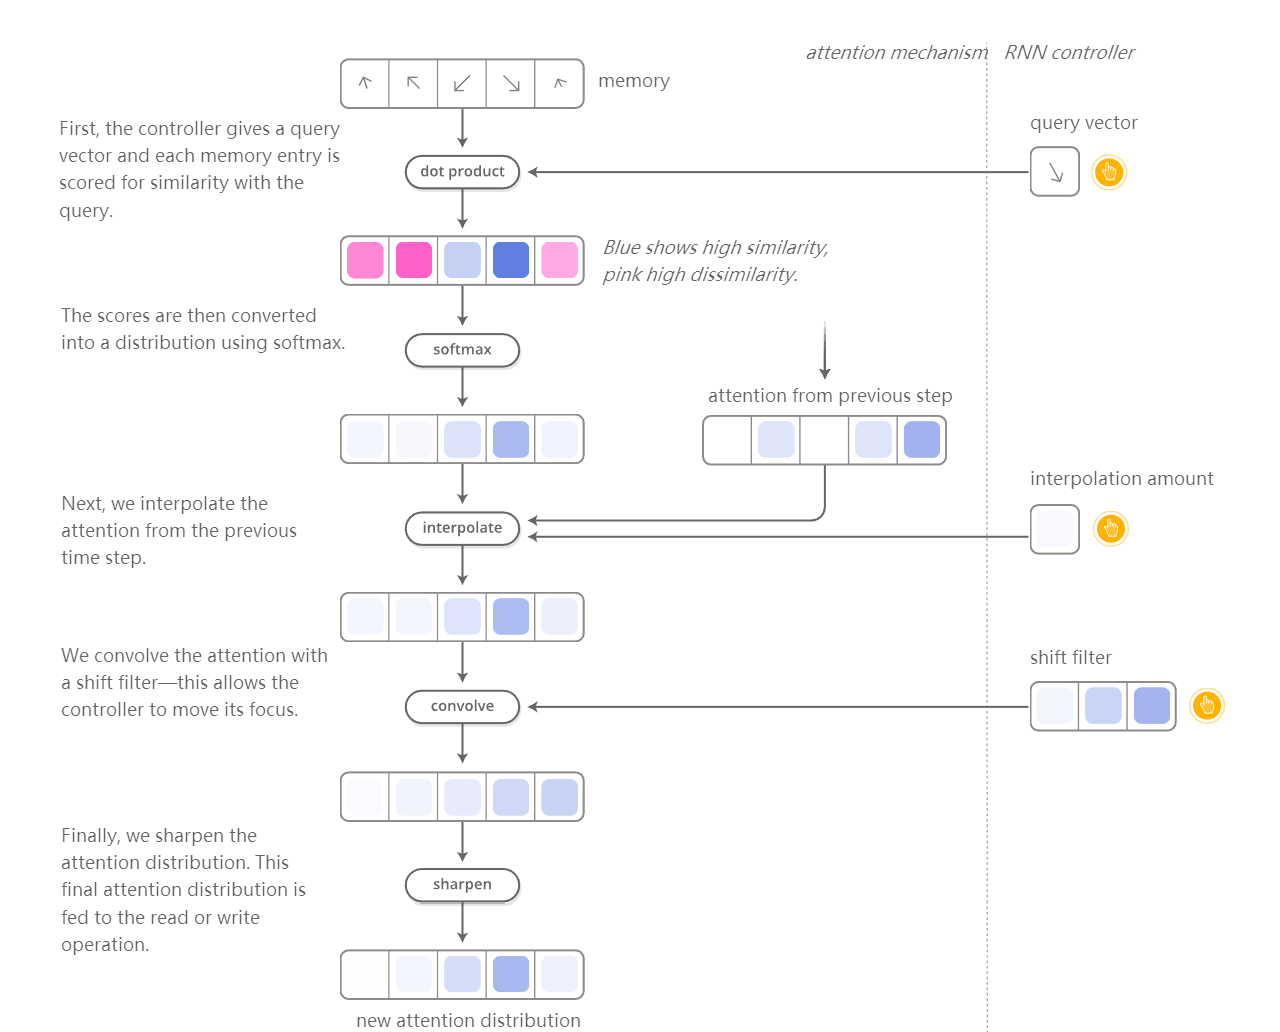 attention mechanism
RNN controller
memory
query vector
First, the controller gives a query
vector and each memory entry is
scored for similarity with the
query.
dot product
Blue shows high similarity,
pink high dissimilarity.
The scores are then converted
into a distribution using softmax.
softmax
attention from previous step
interpolation amount
Next, we interpolate the
attention from the previous
time step.
interpolate
We convolve the attention with
a shift filter—this allows the
controller to move its focus.
shift filter
convolve
Finally, we sharpen the
attention distribution. This
final attention distribution is
fed to the read or write
operation.
sharpen
new attention distribution